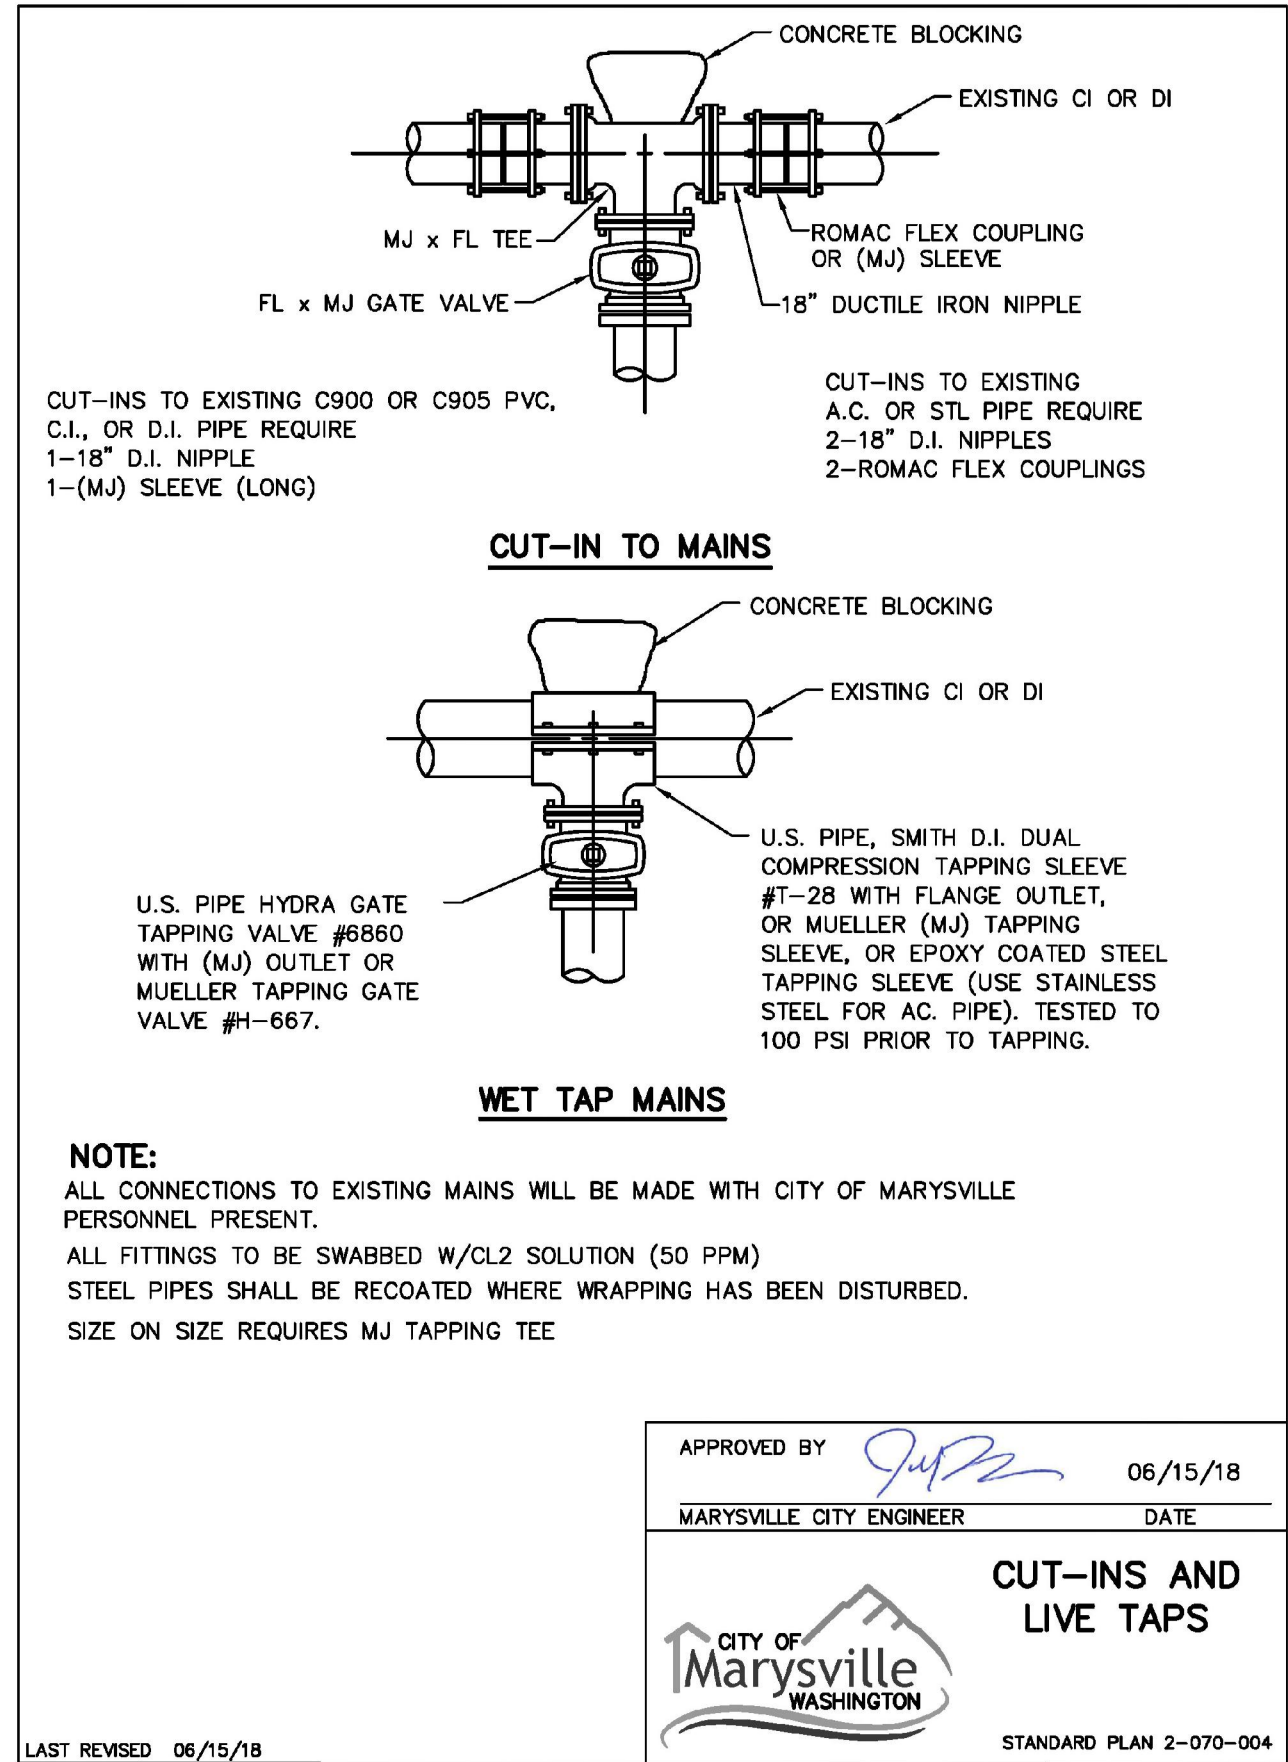 CONCRETE BLOCKING
EXISTING CI OR DI
MJ x FL TEE
ROMAC FLEX COUPLING
OR (MJ) SLEEVE
FL x MJ GATE VALVE
18" DUCTILE IRON NIPPLE
CUT-INS TO EXISTING C900 OR C905 PVC,
C.I., OR D.I. PIPE REQUIRE
1-18" D.I. NIPPLE
1-(MJ) SLEEVE (LONG)
CUT-INS TO EXISTING
A.C. OR STL PIPE REQUIRE
2-18" D.I. NIPPLES
2-ROMAC FLEX COUPLINGS
CUT-IN TO MAINS
CONCRETE BLOCKING
EXISTING CI OR DI
U.S. PIPE HYDRA GATE
TAPPING VALVE #6860
WITH (MJ) OUTLET OR
MUELLER TAPPING GATE
VALVE #H-667.
U.S. PIPE, SMITH D.I. DUAL
COMPRESSION TAPPING SLEEVE
#T-28 WITH FLANGE OUTLET,
OR MUELLER (MJ) TAPPING
SLEEVE, OR EPOXY COATED STEEL
TAPPING SLEEVE (USE STAINLESS
STEEL FOR AC. PIPE). TESTED TO
100 PSI PRIOR TO TAPPING.
WET TAP MAINS
NOTE:
ALL CONNECTIONS TO EXISTING MAINS WILL BE MADE WITH CITY OF MARYSVILLE
PERSONNEL PRESENT.
ALL FITTINGS TO BE SWABBED W/CL2 SOLUTION (50 PPM)
STEEL PIPES SHALL BE RECOATED WHERE WRAPPING HAS BEEN DISTURBED.
SIZE ON SIZE REQUIRES MJ TAPPING TEE
APPROVED BY
06/15/18
MARYSVILLE CITY ENGINEER
DATE
CUT-INS AND
LIVE TAPS
CITY OF
Marysville
WASHINGTON
STANDARD PLAN 2-070-004
LAST REVISED 06/15/18